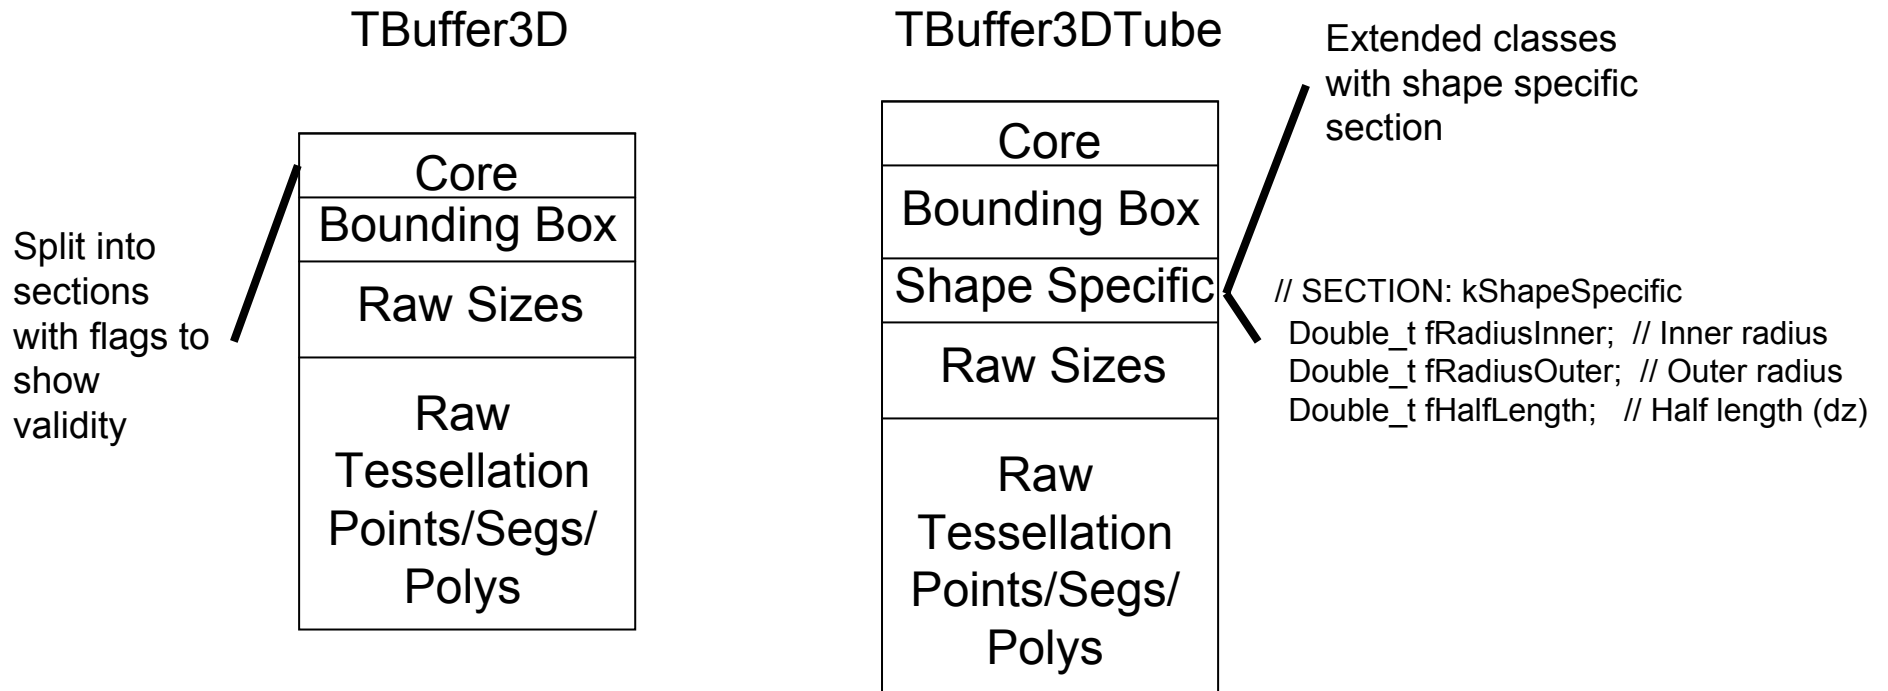 TBuffer3D
Split into
sections
with flags to
show
validity
Core
Bounding Box
Raw Sizes
Raw
Tessellation
Points/Segs/
Polys
TBuffer3DTube
Core
Bounding Box
Shape Specific
Raw Sizes
Raw
Tessellation
Points/Segs/
Polys
Extended classes
with shape specific
section
// SECTION: kShapeSpecific
Double_t fRadiusInner; // Inner radius
Double_t fRadiusOuter; // Outer radius
Double_t fHalfLength; // Half length (dz)